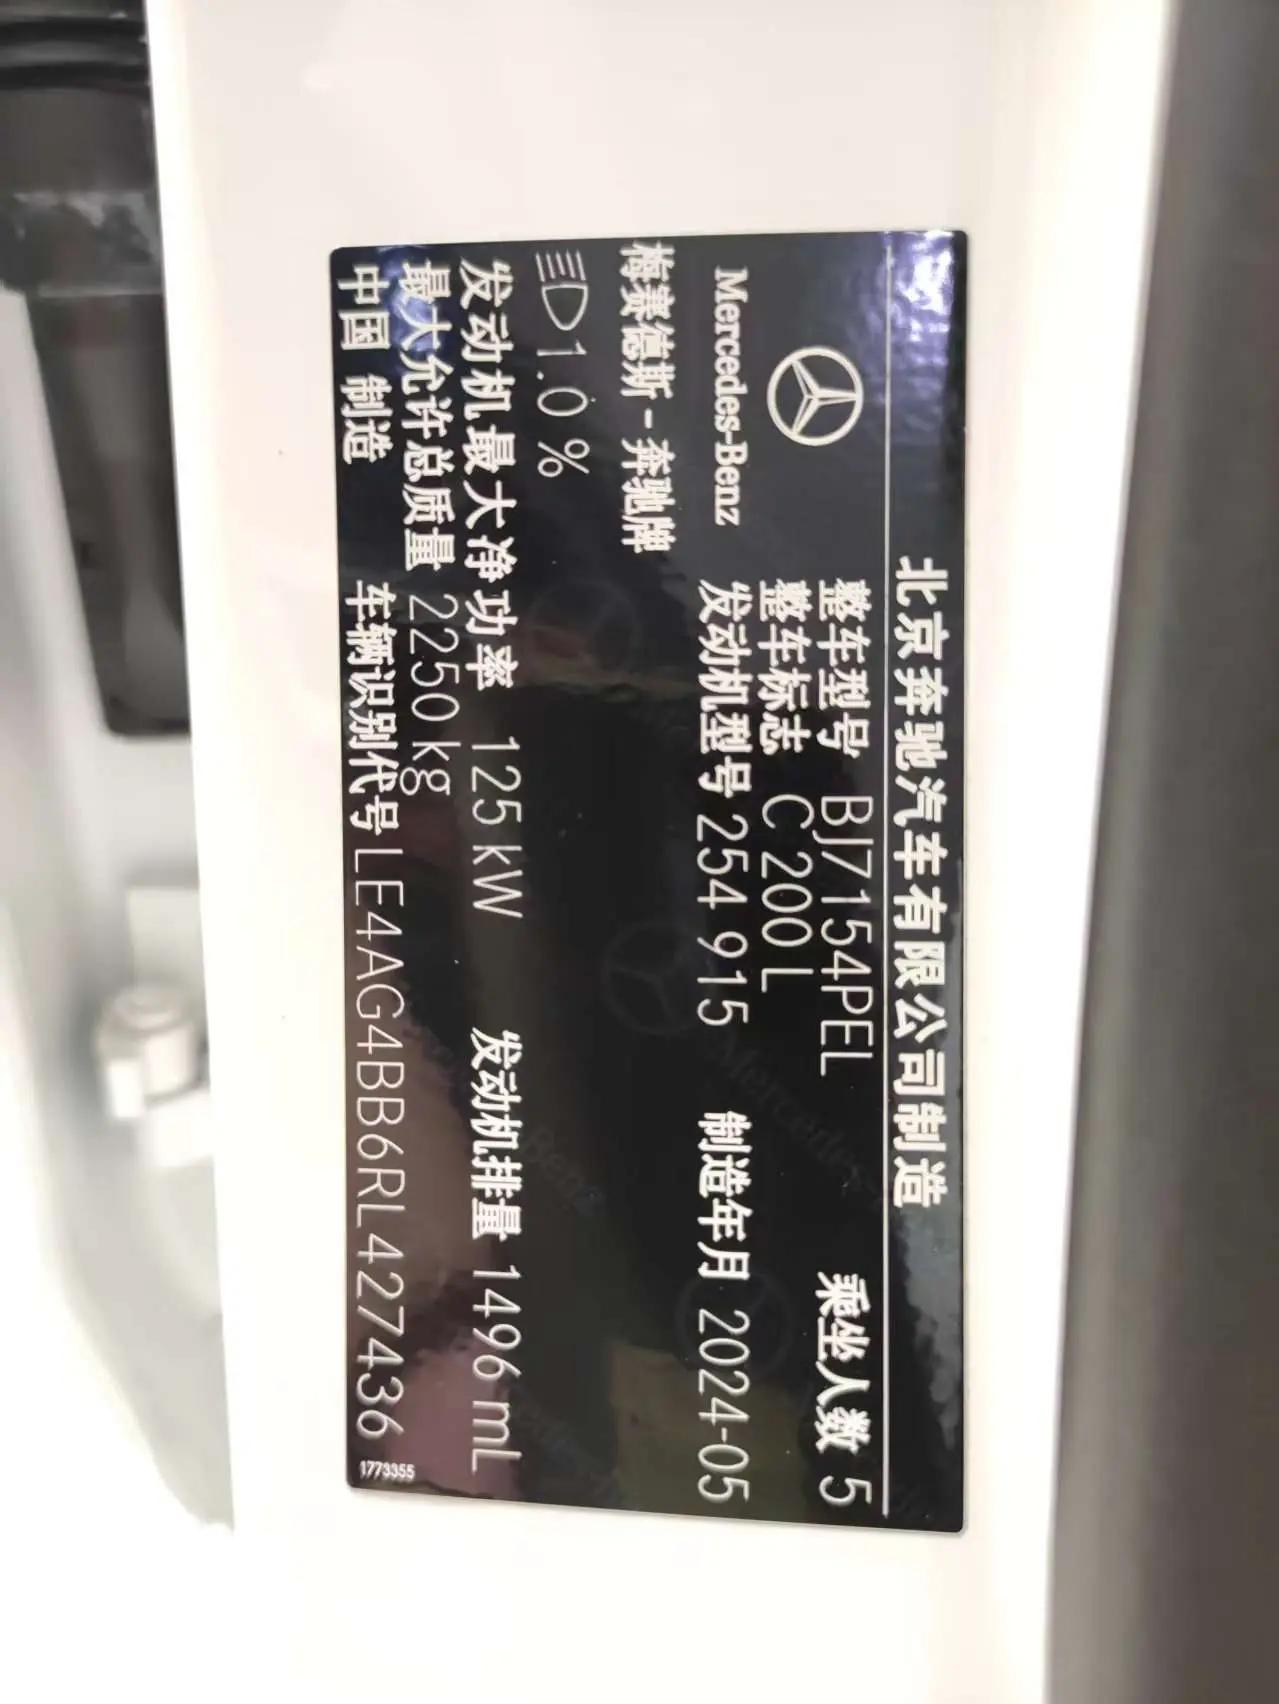 北京奔驰汽车有限公司制造
整车型号 BJ7154PEL 乘坐人数 5
整车标志 C 200 L
Mercedes-Benz
发动机型号 254 915 制造年月 2024-05
梅赛德斯-奔驰牌
1.0 %
发动机最大净功率 125 kW 发动机排量 1496 mL
最大允许总质量 2250 kg
中国 制造 车辆识别代号 LE4AG4BB6RL427436
1773355